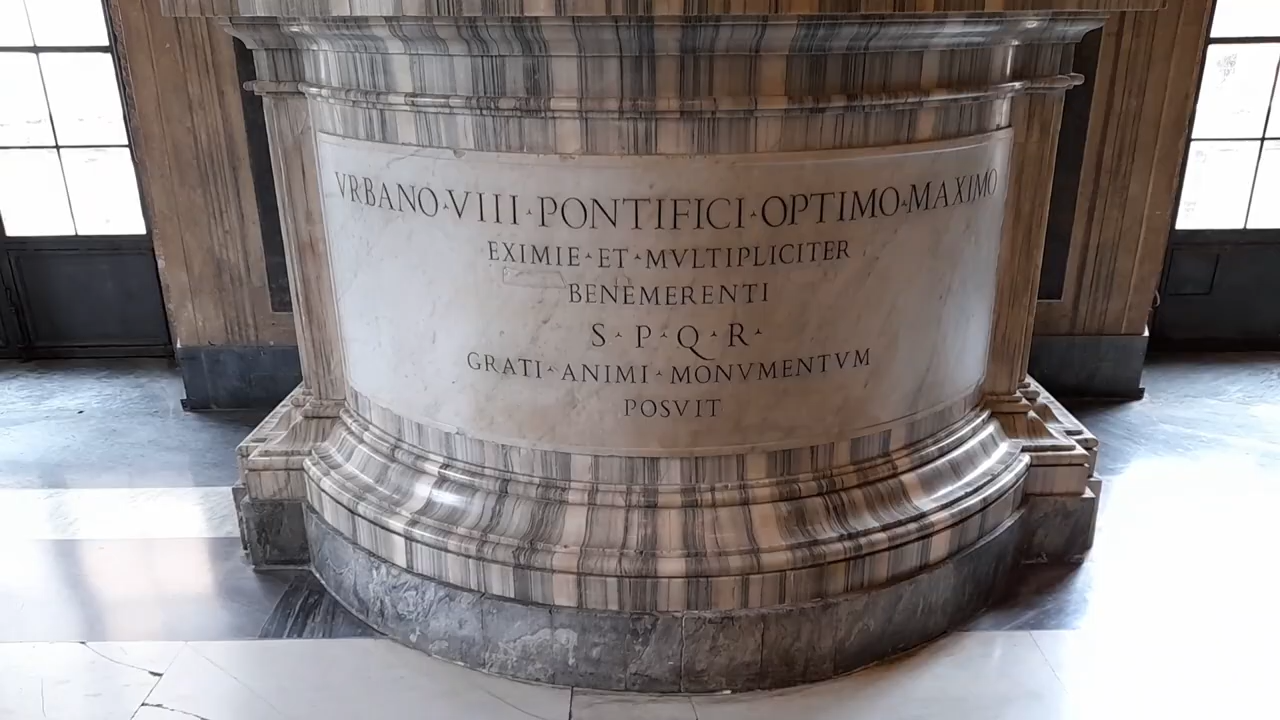 VRBANO·VIII·PONTIFICI·OPTIMO·MAXIMO
EXIMIE·ET·MVLTIPLICITER
BENEMERENTI
S·P·Q·R·
GRATI·ANIMI·MONVMENTVM
POSVIT